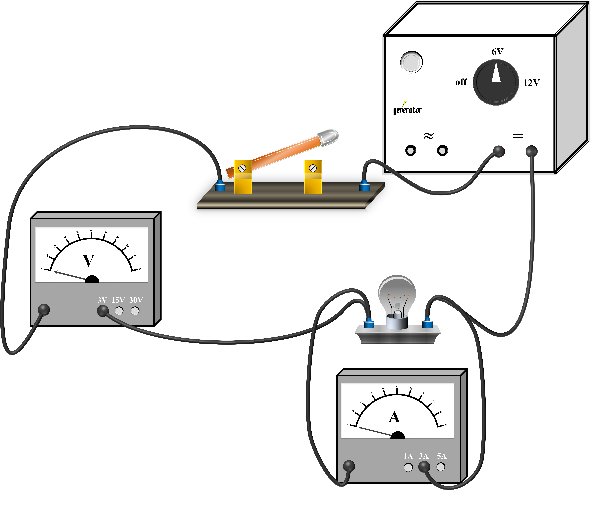 6V
off 12V
generator
≈ =
V
3V 15V 30V
A
1A 3A 5A